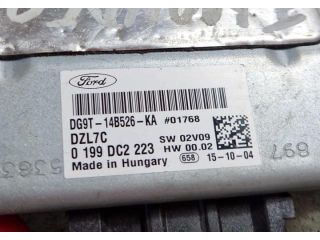 Ford
DG9T-14B526-KA #01768
DZL7C SW 02V09
0 199 DC2 223 HW 00.02
Made in Hungary 658 15-10-04
697